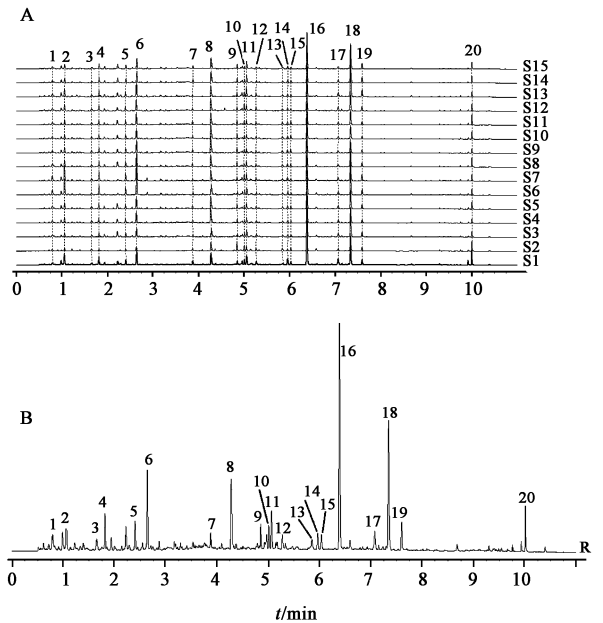 A
10 12 14 16 18
11 13 15
1 2 3 4 5 6 7 8 9 17 19 20
S15
S14
S13
S12
S11
S10
S9
S8
S7
S6
S5
S4
S3
S2
S1
0 1 2 3 4 5 6 7 8 9 10
B
16
18
6
8
4
10 11
14
20
5
13 15
1 2
9
17 19
3
7
12
R
0 1 2 3 4 5 6 7 8 9 10
t/min